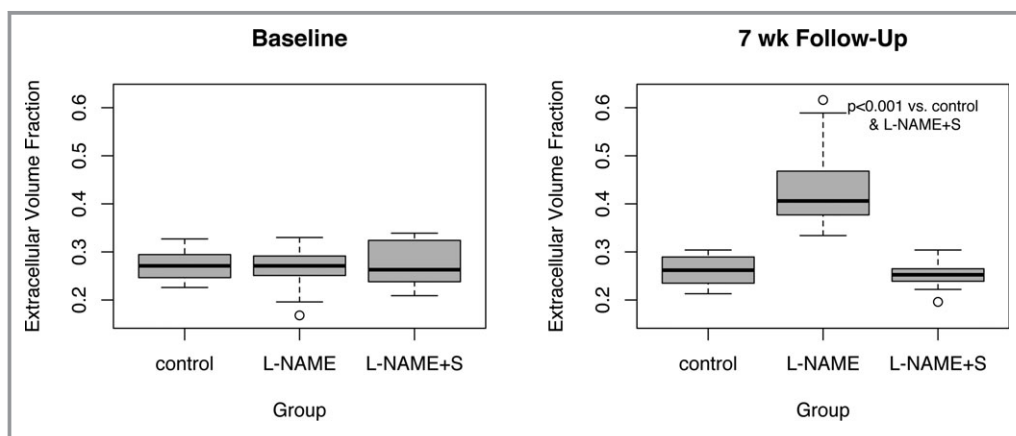 Baseline
Extracellular Volume Fraction
0.6
0.5
0.4
0.3
0.2
control L-NAME L-NAME+S
Group
7 wk Follow-Up
Extracellular Volume Fraction
0.6
0.5
0.4
0.3
0.2
p<0.001 vs. control
& L-NAME+S
control L-NAME L-NAME+S
Group